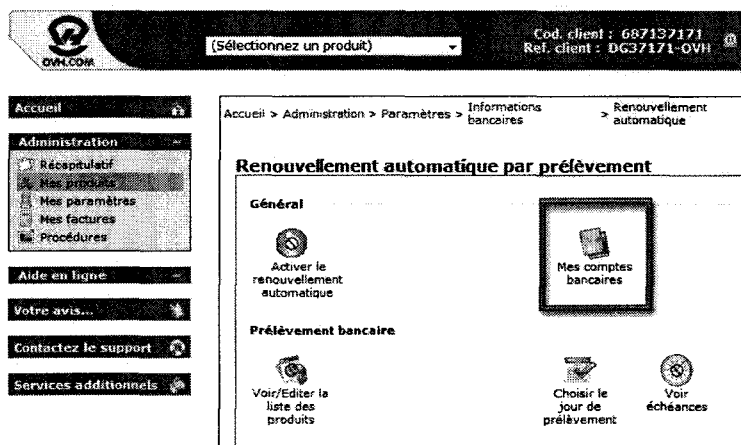 OVH.COM
(Sélectionnez un produit)
Cod. client : 687137171
Ref. client : DG37171-OVH
Accueil
Administration
Récapitulatif
Mes produits
Mes paramètres
Mes factures
Procédures
Aide en ligne
Votre avis...
Contactez le support
Services additionnels
Accueil > Administration > Paramètres > Informations bancaires > Renouvellement automatique
Renouvellement automatique par prélèvement
Général
Activer le
renouvellement
automatique
Mes comptes
bancaires
Prélèvement bancaire
Voir/Editer la
liste des
produits
Choisir le
jour de
prélèvement
Voir
échéances